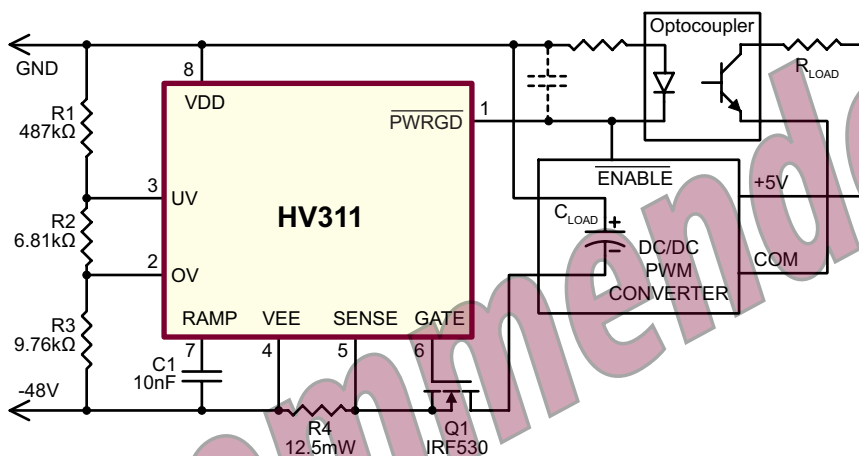 Optocoupler
GND
8
VDD
R1
487kΩ
PWRGD
1
R_LOAD
ENABLE
3
UV
HV311
+5V
R2
6.81kΩ
C_LOAD
+
−
2
OV
DC/DC
PWM
CONVERTER
COM
R3
9.76kΩ
RAMP
VEE
SENSE
GATE
7
4
5
6
C1
10nF
-48V
R4
12.5mW
Q1
IRF530